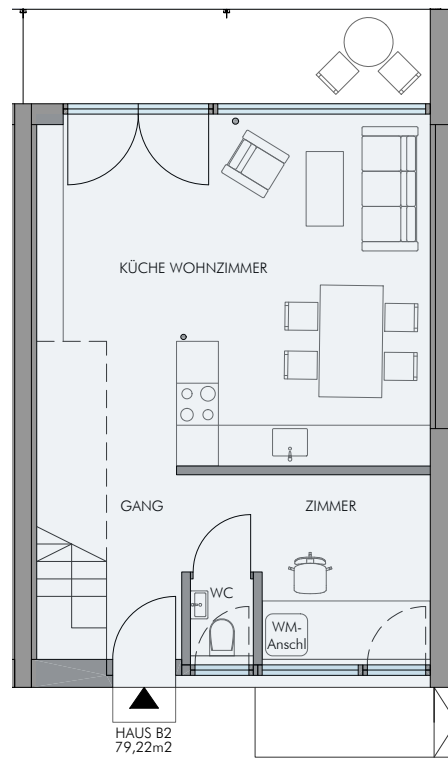 KÜCHE WOHNZIMMER
GANG
ZIMMER
WC
WM-
Anschl
HAUS B2
79,22m2